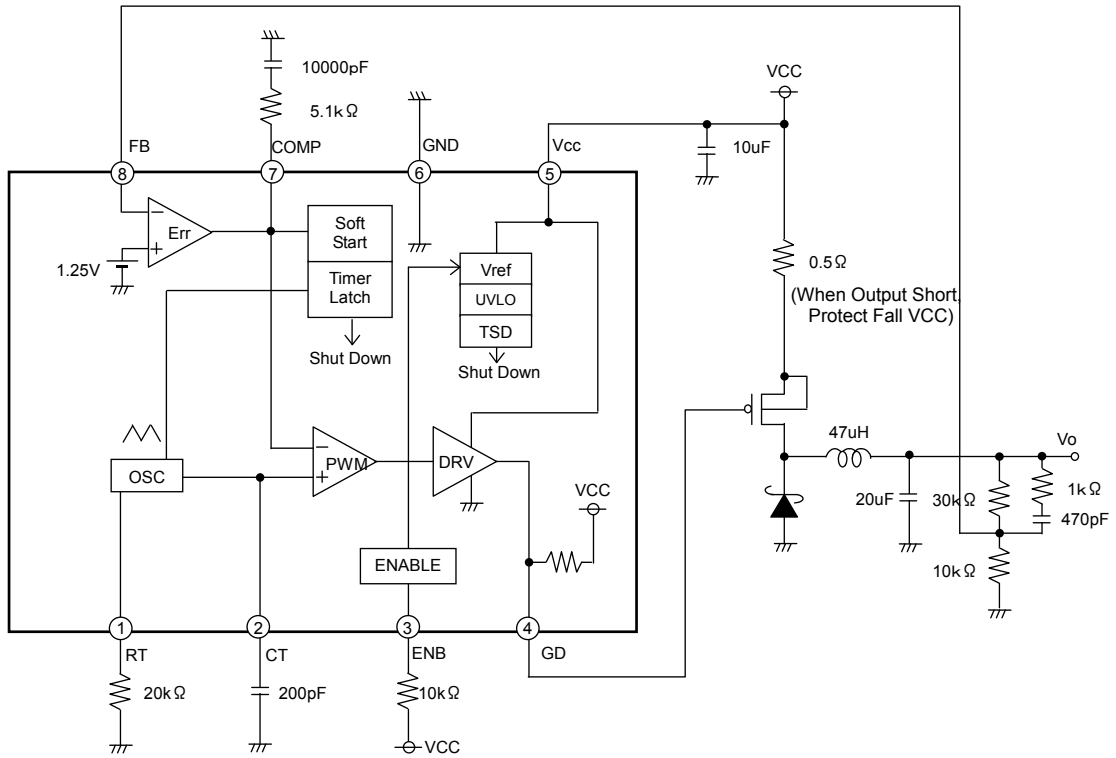 10000pF
5.1kΩ
VCC
10uF
FB
COMP
GND
Vcc
8
7
6
5
Err
1.25V
Soft
Start
Timer
Latch
Shut Down
Vref
UVLO
TSD
Shut Down
0.5Ω
(When Output Short,
Protect Fall VCC)
OSC
PWM
DRV
VCC
ENABLE
47uH
Vo
20uF
30kΩ
1kΩ
470pF
10kΩ
1
2
3
4
RT
CT
ENB
GD
20kΩ
200pF
10kΩ
VCC